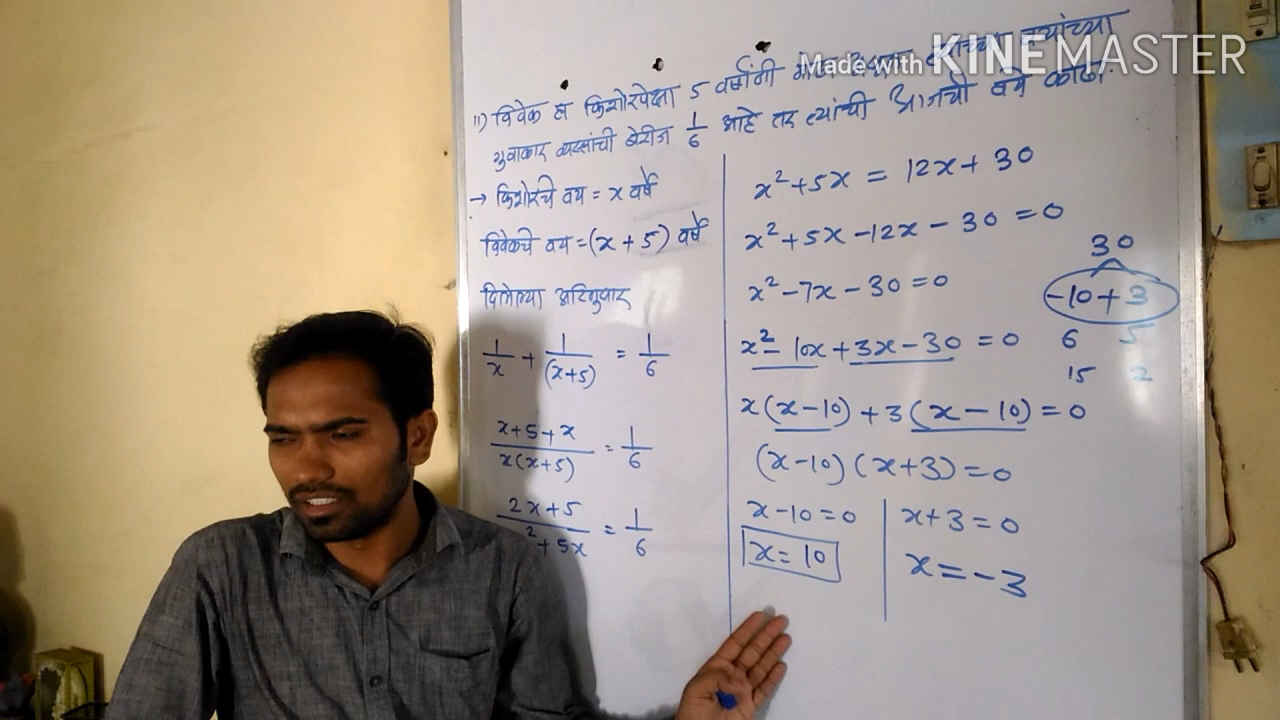 Made with KINEMASTER
11) विवेक हा किशोरपेक्षा 5 वर्षांनी
गुणाकार व्यस्तांची बेरीज 1/6 आहे तर त्यांची आजची वये काढा.
→ किशोरचे वय = x वर्षे
विवेकचे वय = (x + 5) वर्षे
दिलेल्या अटीनुसार
1/x + 1/(x+5) = 1/6
x+5+x / x(x+5) = 1/6
2x+5 / ²+5x = 1/6
x²+5x = 12x + 30
x²+5x-12x-30 = 0
x²-7x-30 = 0
x²-10x+3x-30 = 0
x(x-10)+3(x-10) = 0
(x-10)(x+3) = 0
x-10 = 0
x = 10
x+3 = 0
x = -3
30
-10+3
6 5
15 2